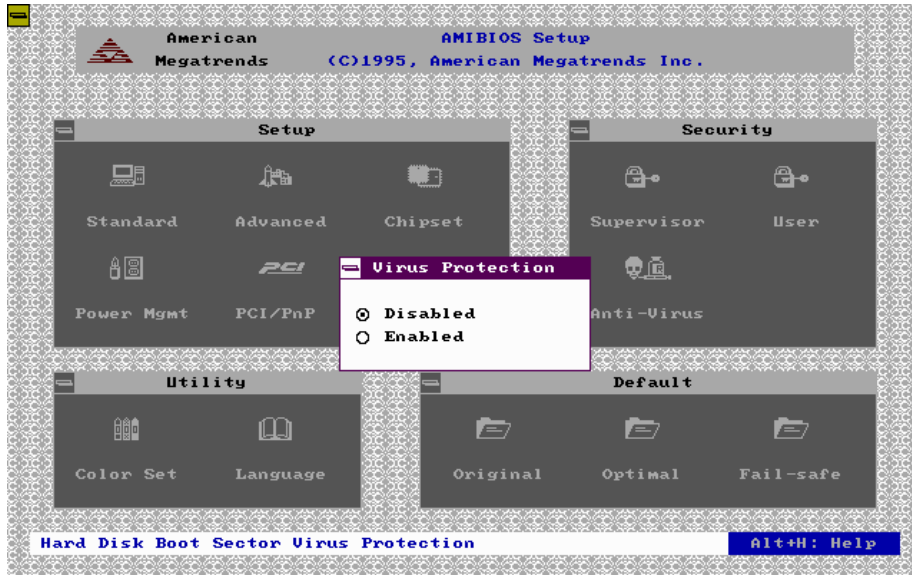 American Megatrends
AMIBIOS Setup
(C)1995, American Megatrends Inc.
Setup
Standard
Advanced
Chipset
Power Mgmt
PCI
PCI/PnP
Security
Supervisor
User
Anti-Virus
Virus Protection
Disabled
Enabled
Utility
Color Set
Language
Default
Original
Optimal
Fail-safe
Hard Disk Boot Sector Virus Protection
Alt+H: Help